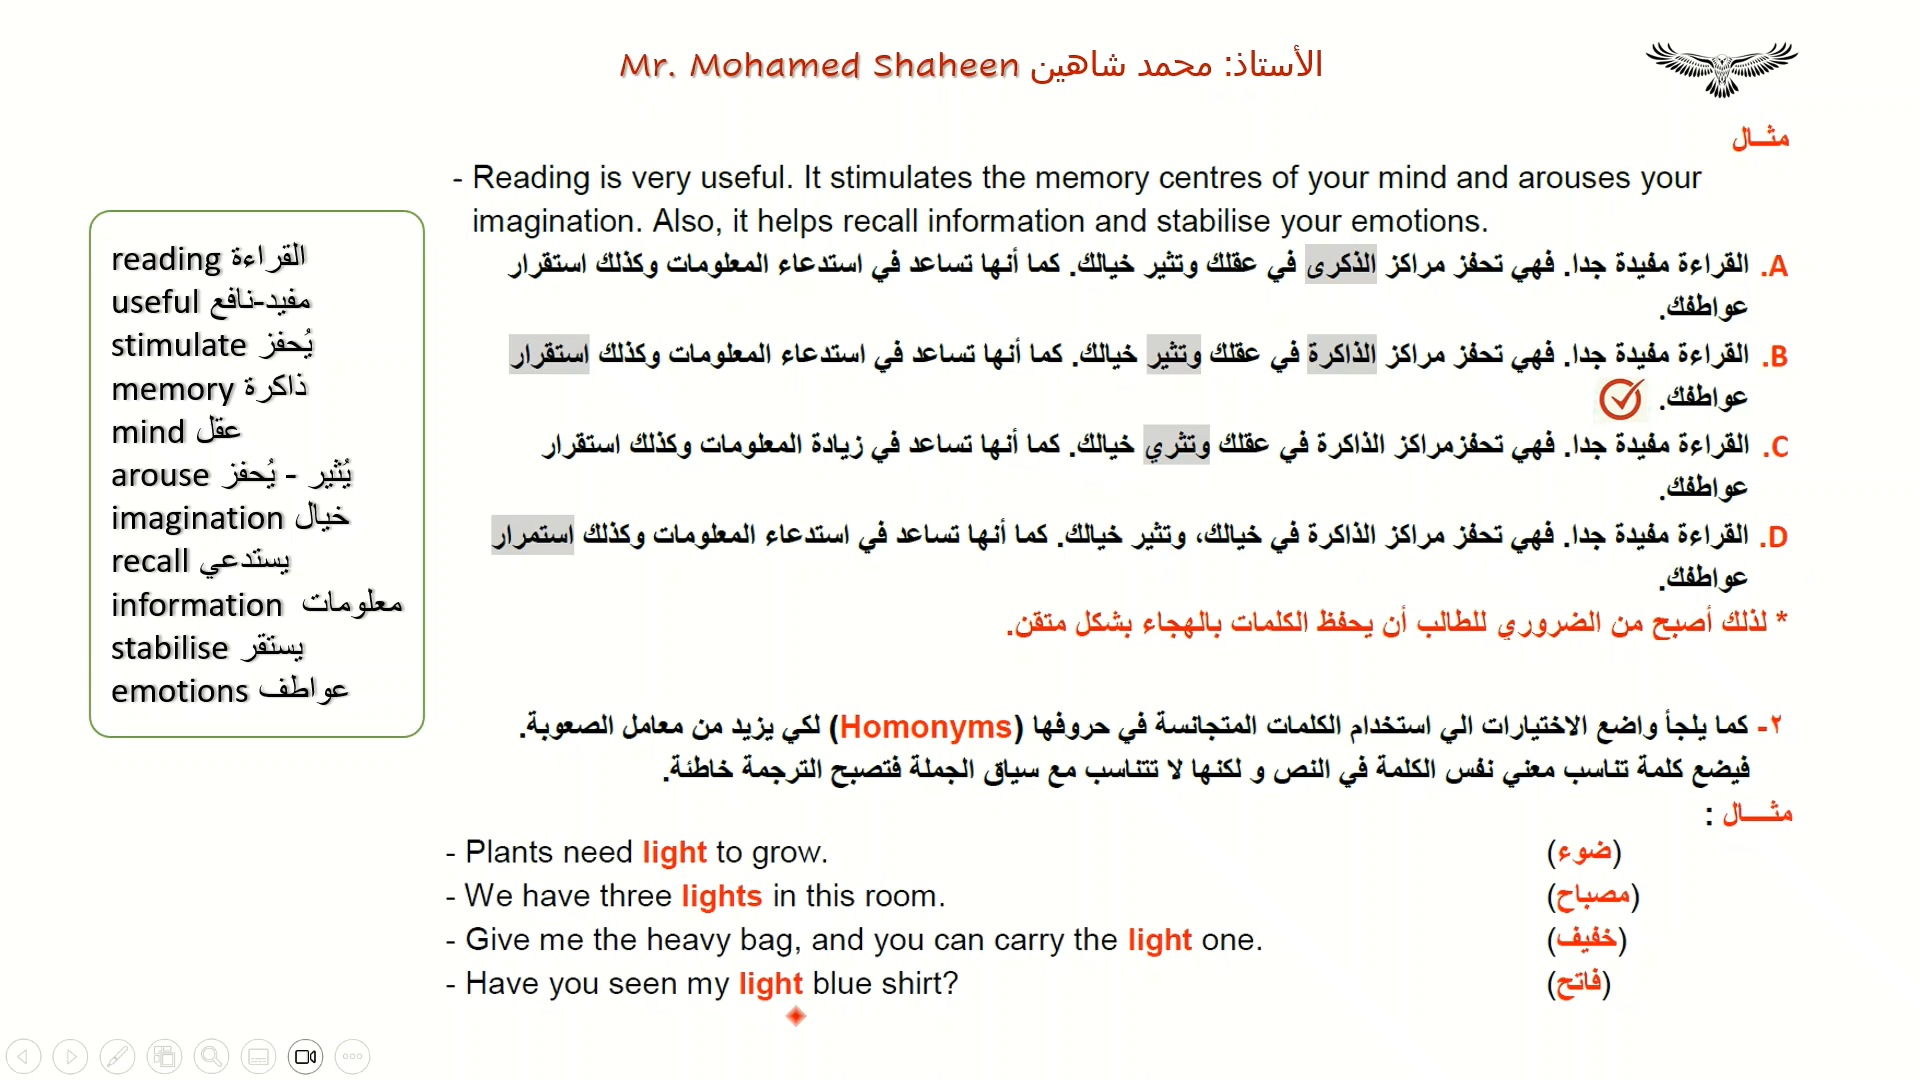 Mr. Mohamed Shaheen الأستاذ: محمد شاهين
مثـــال
- Reading is very useful. It stimulates the memory centres of your mind and arouses your
imagination. Also, it helps recall information and stabilise your emotions.
A. القراءة مفيدة جدا. فهي تحفز مراكز الذكرى في عقلك وتثير خيالك. كما أنها تساعد في استدعاء المعلومات وكذلك استقرار
عواطفك.
B. القراءة مفيدة جدا. فهي تحفز مراكز الذاكرة في عقلك وتثير خيالك. كما أنها تساعد في استدعاء المعلومات وكذلك استقرار
عواطفك.
C. القراءة مفيدة جدا. فهي تحفزمراكز الذاكرة في عقلك وتثري خيالك. كما أنها تساعد في زيادة المعلومات وكذلك استقرار
عواطفك.
D. القراءة مفيدة جدا. فهي تحفز مراكز الذاكرة في خيالك، وتثير خيالك. كما أنها تساعد في استدعاء المعلومات وكذلك استمرار
عواطفك.
* لذلك أصبح من الضروري للطالب أن يحفظ الكلمات بالهجاء بشكل متقن.
reading القراءة
useful مفيد-نافع
stimulate يُحفز
memory ذاكرة
mind عقل
arouse يُثير - يُحفز
imagination خيال
recall يستدعي
information معلومات
stabilise يستقر
emotions عواطف
٢- كما يلجأ واضع الاختيارات الي استخدام الكلمات المتجانسة في حروفها (Homonyms) لكي يزيد من معامل الصعوبة.
فيضع كلمة تناسب معني نفس الكلمة في النص و لكنها لا تتناسب مع سياق الجملة فتصبح الترجمة خاطئة.
مثـــــال :
- Plants need light to grow. (ضوء)
- We have three lights in this room. (مصباح)
- Give me the heavy bag, and you can carry the light one. (خفيف)
- Have you seen my light blue shirt? (فاتح)